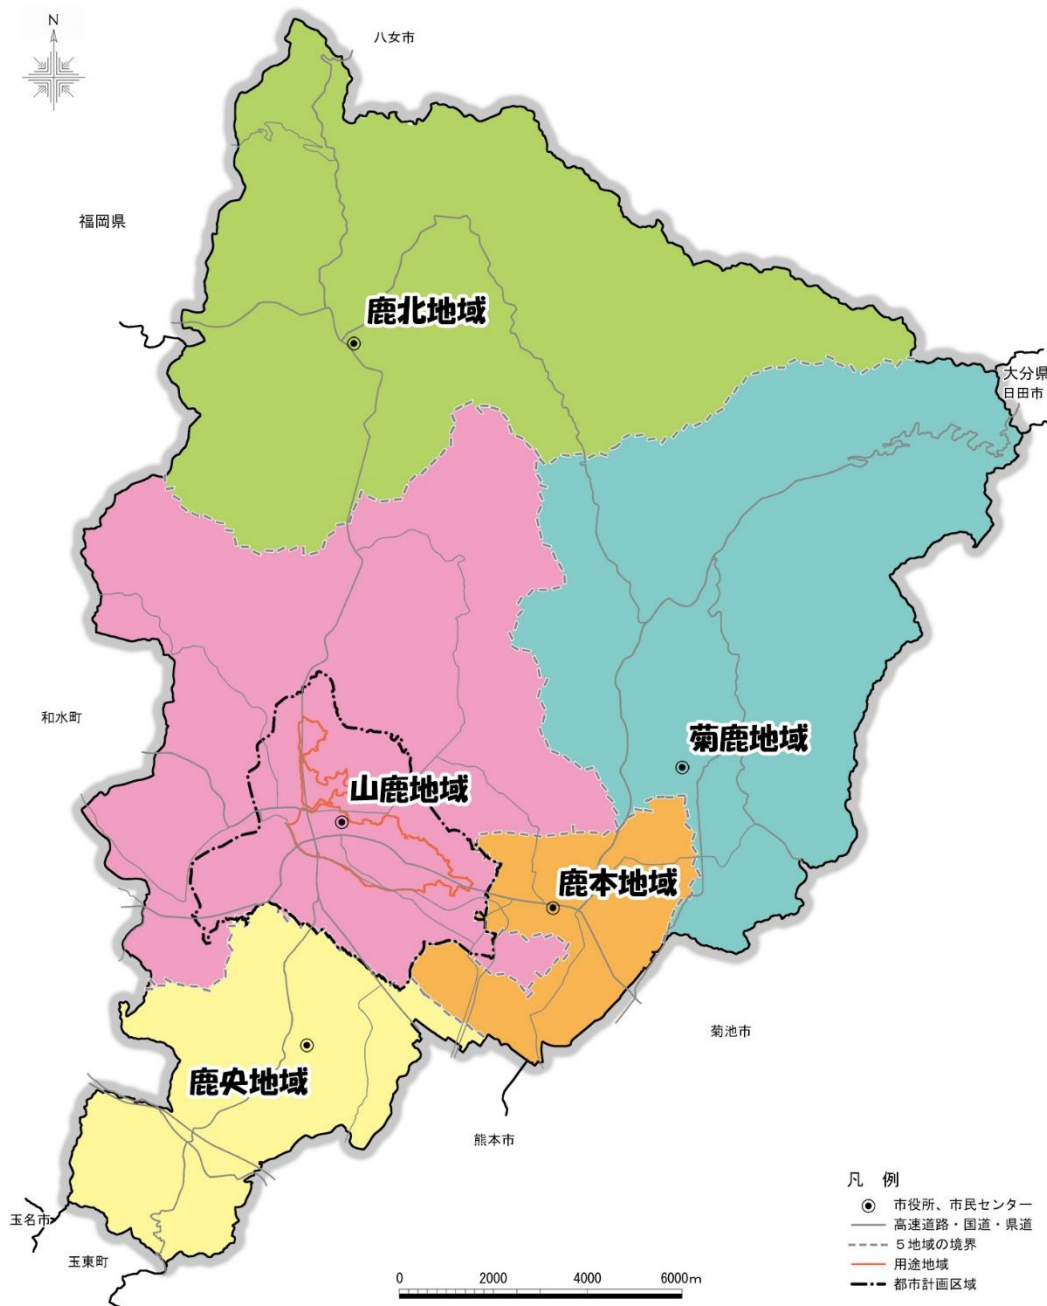 N
八女市
福岡県
鹿北地域
大分県
日田市
和水町
菊鹿地域
山鹿地域
鹿本地域
菊池市
鹿央地域
熊本市
玉名市
玉東町
凡 例
市役所、市民センター
高速道路・国道・県道
5地域の境界
用途地域
都市計画区域
0 2000 4000 6000m